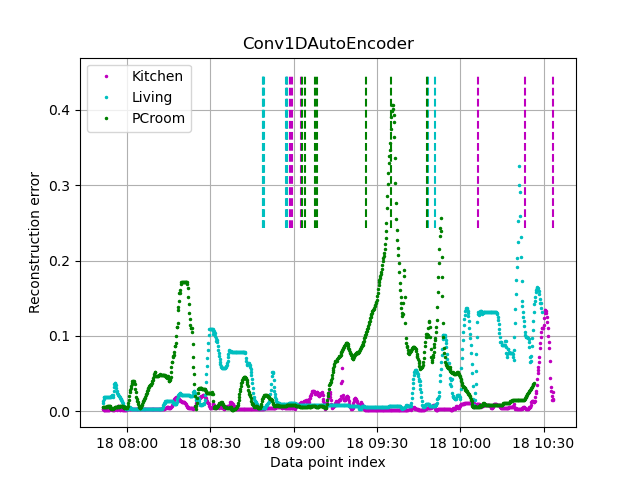 Conv1DAutoEncoder
Kitchen
Living
PCroom
Reconstruction error
0.4
0.3
0.2
0.1
0.0
18 08:00 18 08:30 18 09:00 18 09:30 18 10:00 18 10:30
Data point index